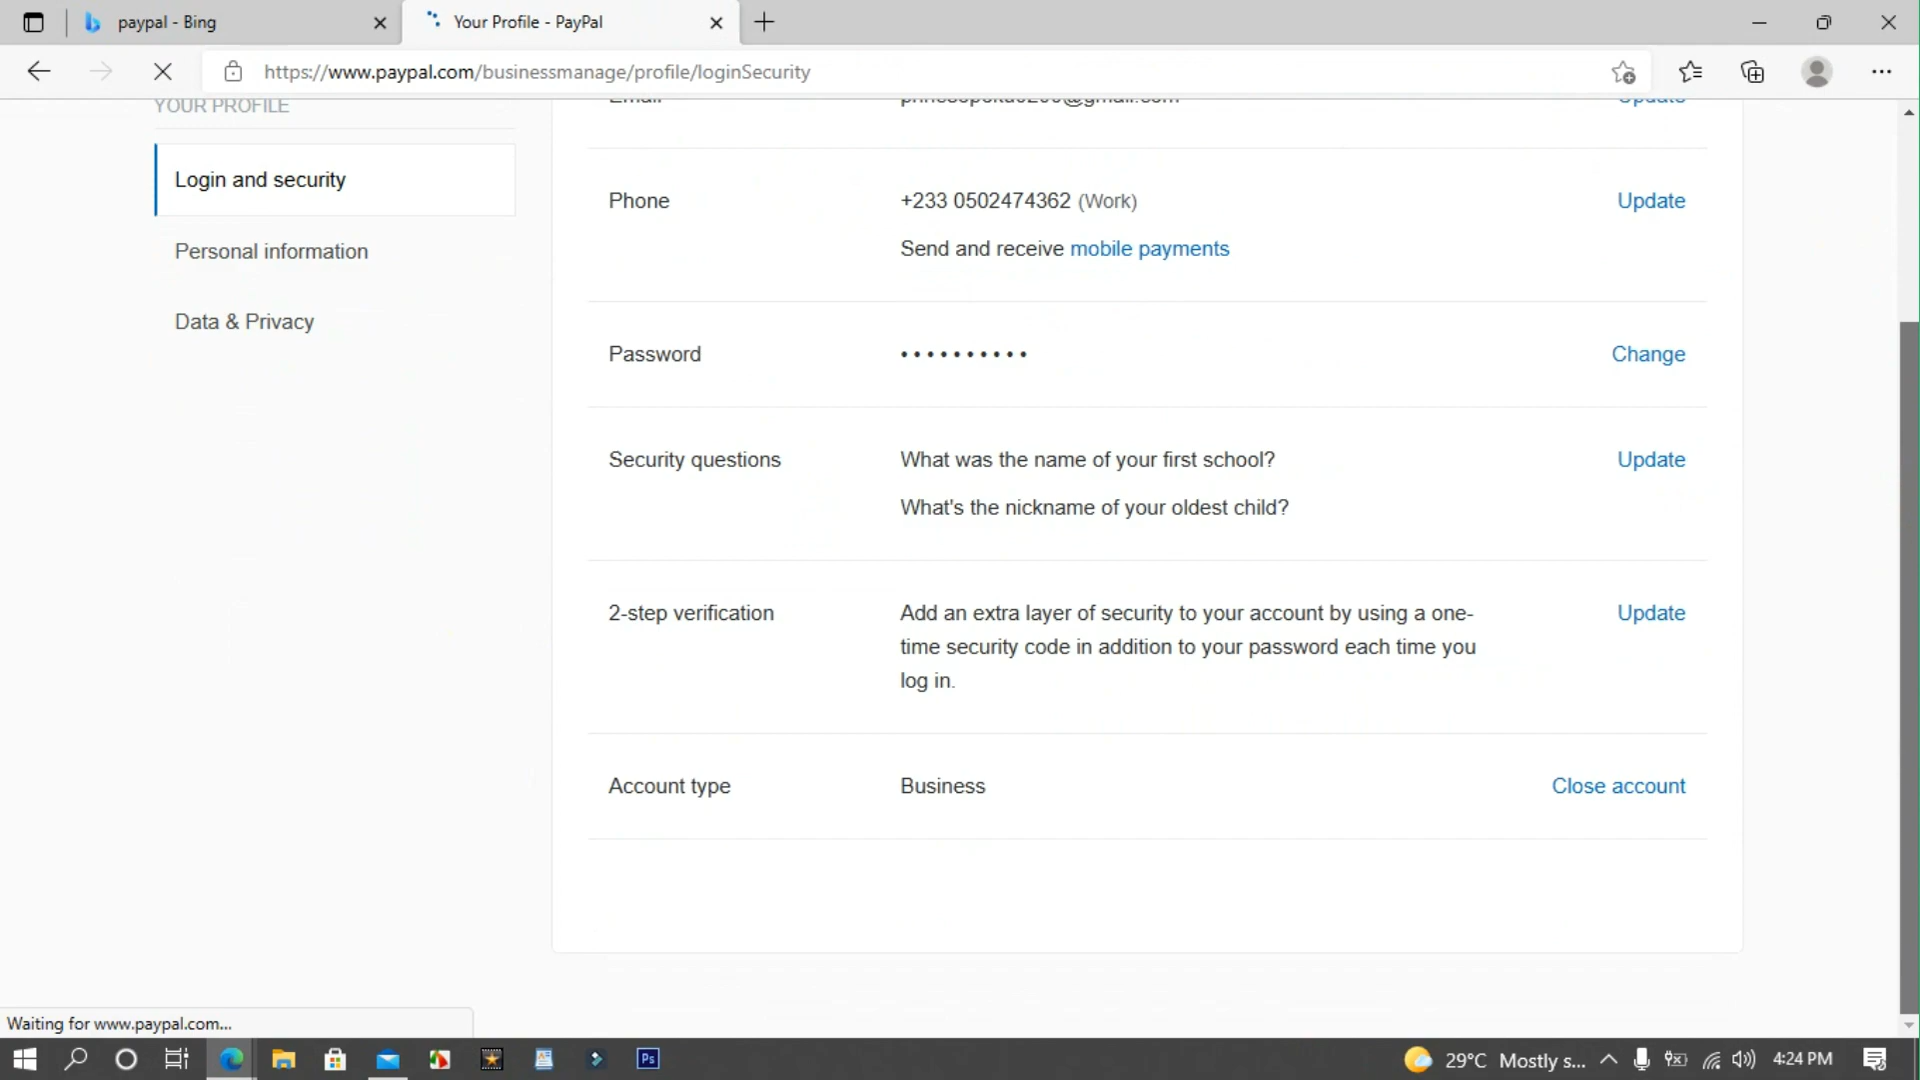 paypal - Bing
Your Profile - PayPal
https://www.paypal.com/businessmanage/profile/loginSecurity
YOUR PROFILE
Login and security
Personal information
Data & Privacy
Email
Update
Phone
+233 0502474362 (Work)
Update
Send and receive mobile payments
Password
• • • • • • • • • •
Change
Security questions
What was the name of your first school?
Update
What's the nickname of your oldest child?
2-step verification
Add an extra layer of security to your account by using a one-
Update
time security code in addition to your password each time you
log in.
Account type
Business
Close account
Waiting for www.paypal.com...
Ps
29°C Mostly s...
4:24 PM